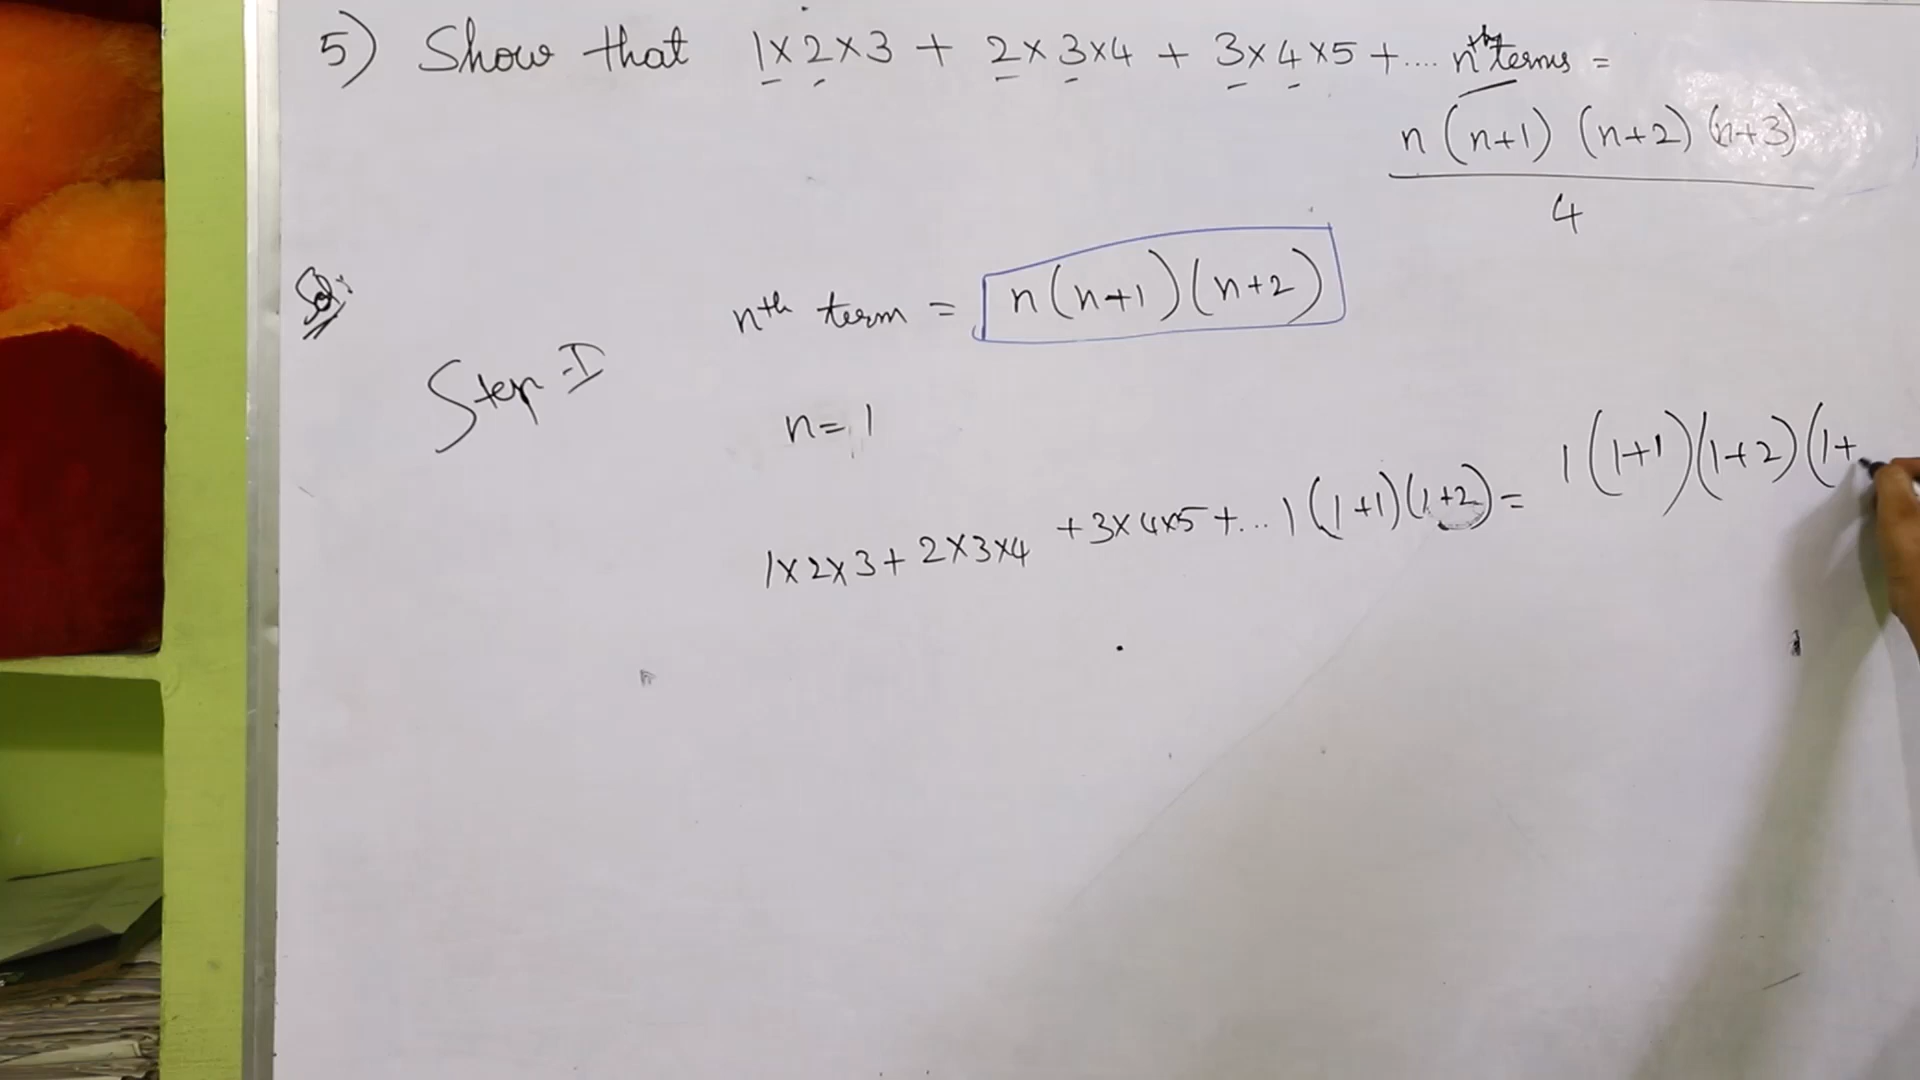 5) Show that 1×2×3 + 2×3×4 + 3×4×5 +.... nth terms =
n(n+1)(n+2)(n+3)
4
Sol:
nth term = n(n+1)(n+2)
Step-I
n=1
1×2×3+2×3×4+3×4×5+...1(1+1)(1+2)= 1(1+1)(1+2)(1+